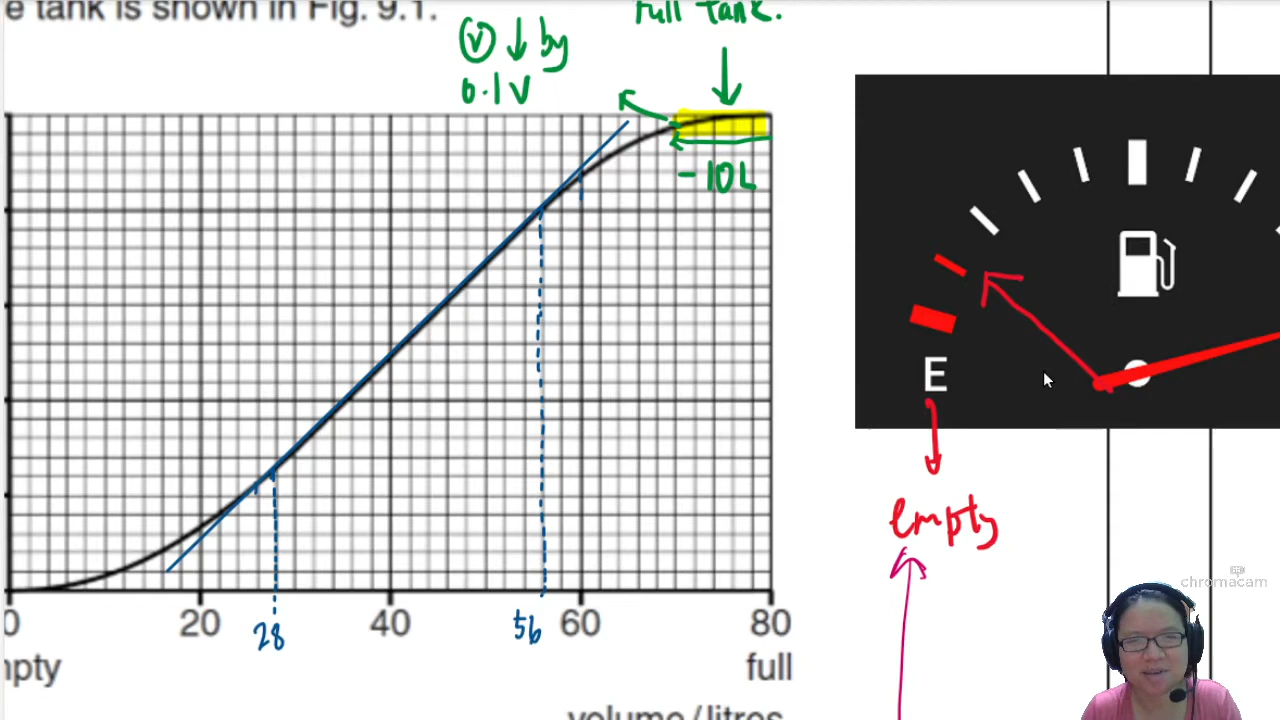 e tank is shown in Fig. 9.1.
full tank.
V ↓ by
0.1V
-10L
E
empty
0
20
40
60
80
28
56
mpty
full
volume/litres
chromacam